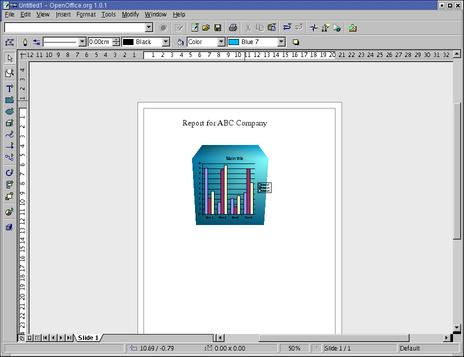 Untitled1 - OpenOffice.org 1.0.1
File Edit View Insert Format Tools Modify Window Help
0.00cm Black Color Blue 7
Report for ABC Company
Main title
Slide 1
10.69 / -0.79 0.00 x 0.00 50% Slide 1 / 1 Default